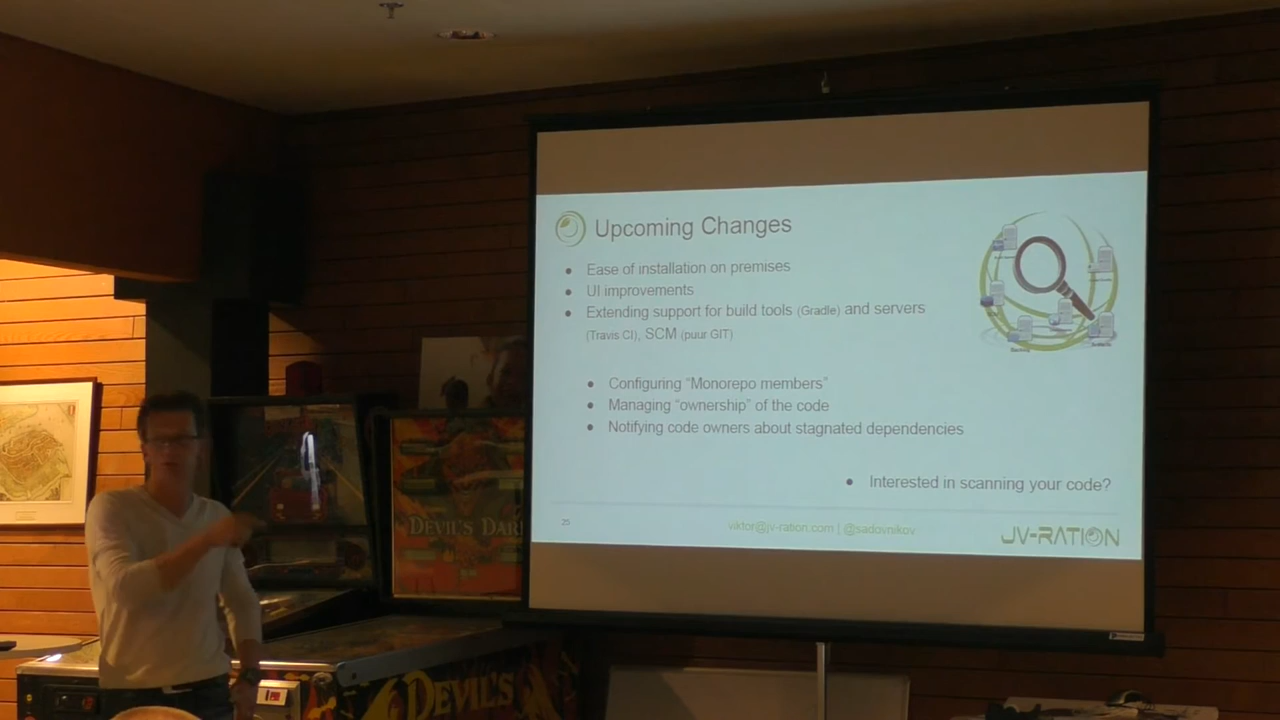 Upcoming Changes
● Ease of installation on premises
● UI improvements
● Extending support for build tools (Gradle) and servers
(Travis CI), SCM (puur GIT)
● Configuring “Monorepo members”
● Managing “ownership” of the code
● Notifying code owners about stagnated dependencies
● Interested in scanning your code?
25
viktor@jv-ration.com | @sadovnikov
JV-RATION
DEVIL'S DAR
DEVIL'S